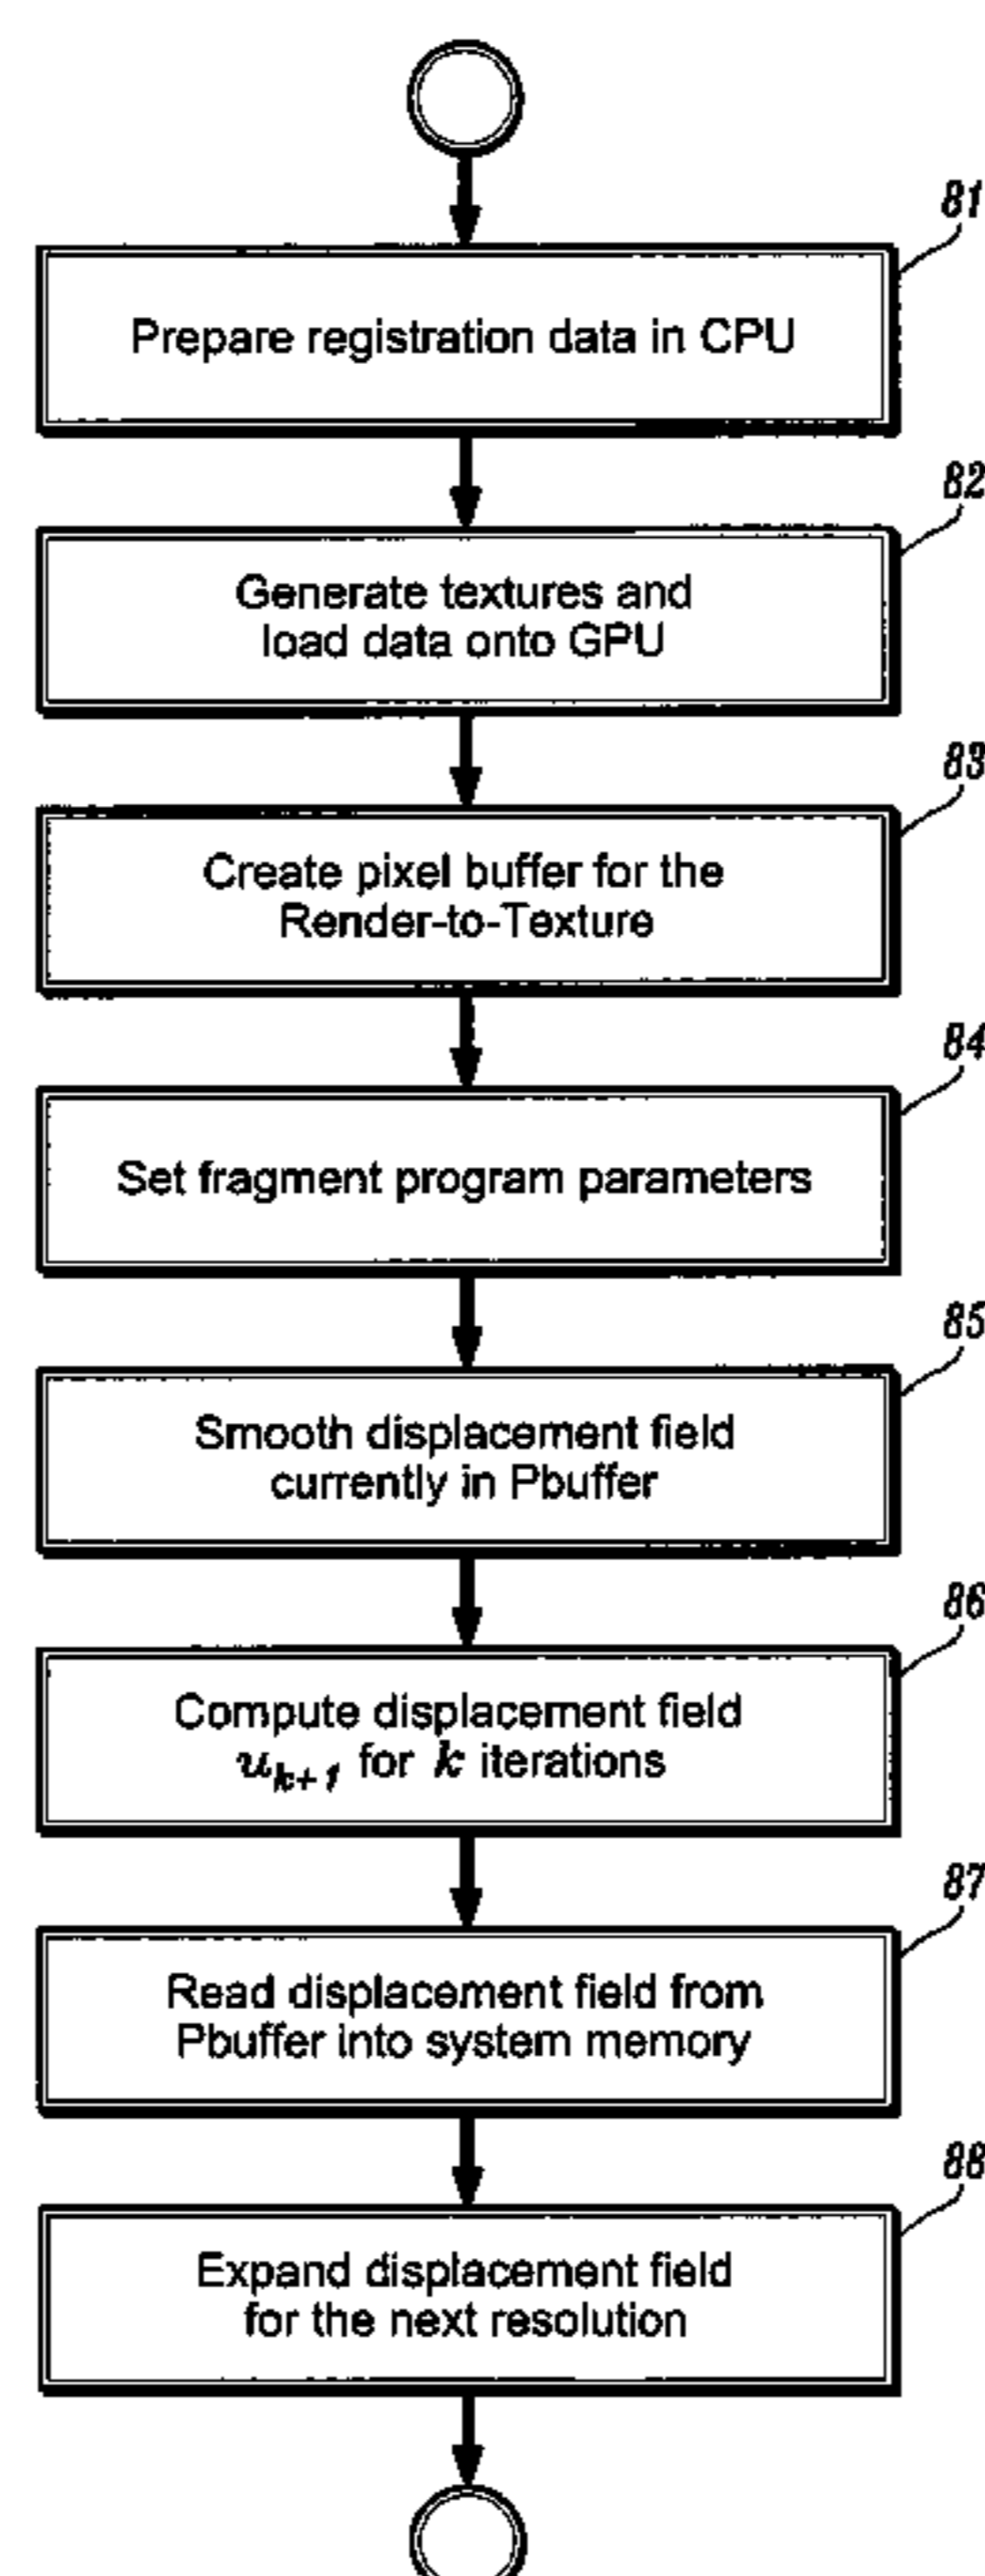 81
Prepare registration data in CPU
82
Generate textures and
load data onto GPU
83
Create pixel buffer for the
Render-to-Texture
84
Set fragment program parameters
85
Smooth displacement field
currently in Pbuffer
86
Compute displacement field
u_{k+1} for k iterations
87
Read displacement field from
Pbuffer into system memory
88
Expand displacement field
for the next resolution